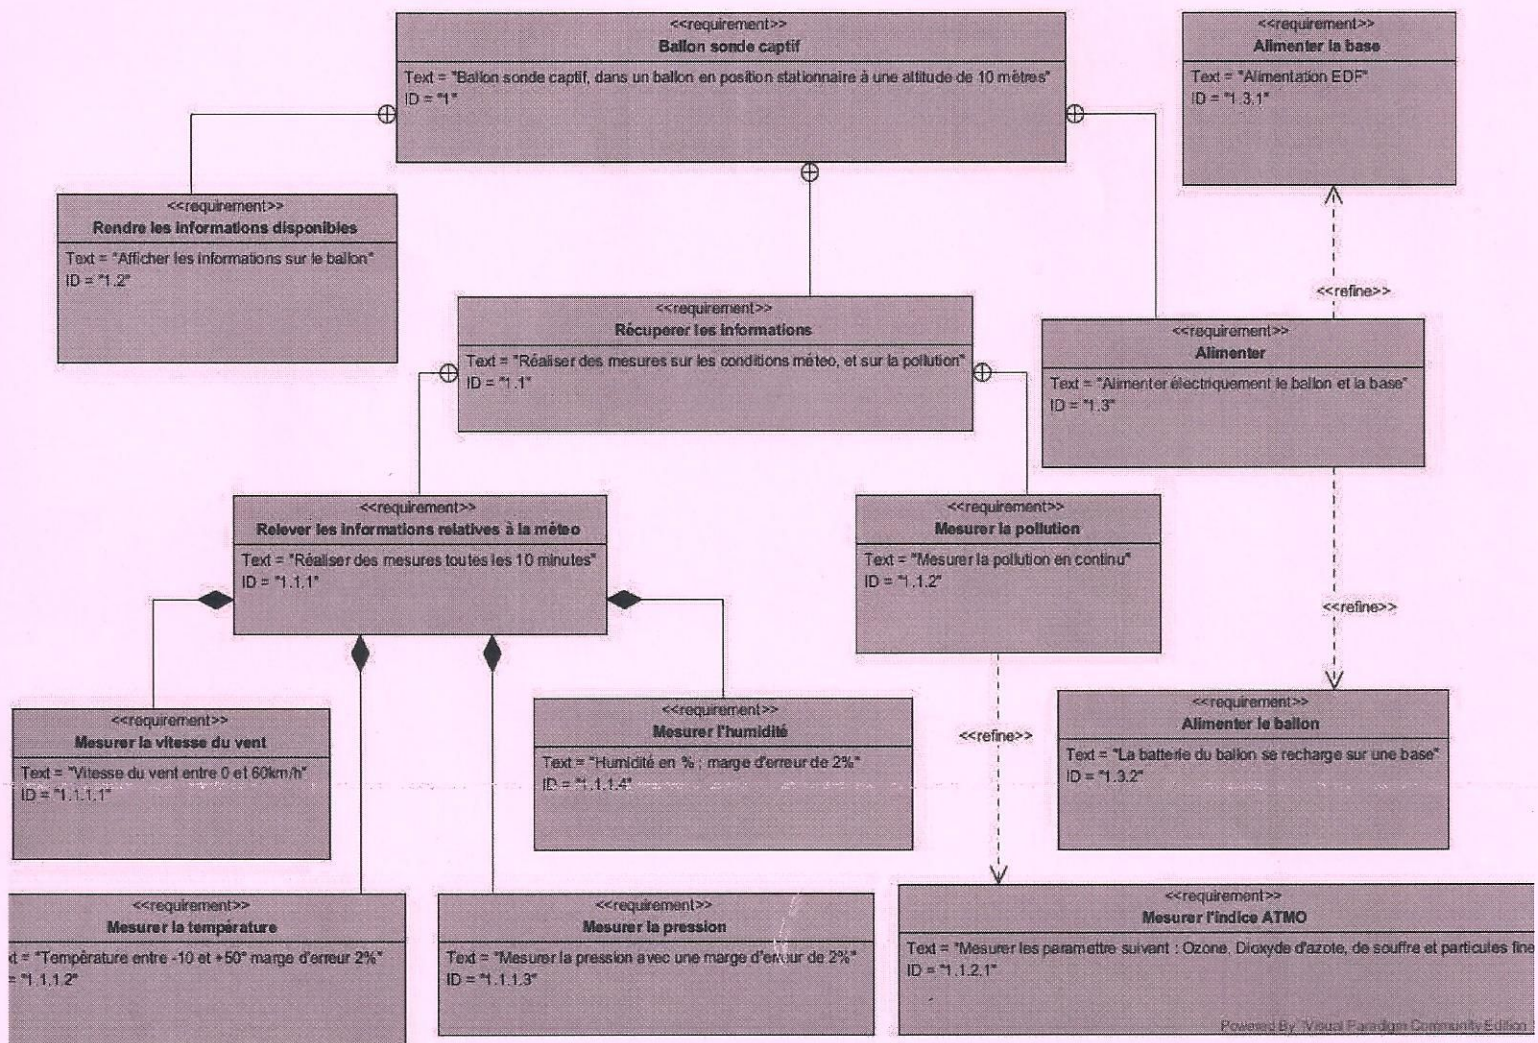 <<requirement>>
Ballon sonde captif
Text = "Ballon sonde captif, dans un ballon en position stationnaire à une altitude de 10 mètres"
ID = "1"
<<requirement>>
Alimenter la base
Text = "Alimentation EDF"
ID = "1.3.1"
<<requirement>>
Rendre les informations disponibles
Text = "Afficher les informations sur le ballon"
ID = "1.2"
<<refine>>
<<requirement>>
Récuperer les informations
Text = "Réaliser des mesures sur les conditions méteo, et sur la pollution"
ID = "1.1"
<<requirement>>
Alimenter
Text = "Alimenter électriquement le ballon et la base"
ID = "1.3"
<<requirement>>
Relever les informations relatives à la méteo
Text = "Réaliser des mesures toutes les 10 minutes"
ID = "1.1.1"
<<requirement>>
Mesurer la pollution
Text = "Mesurer la pollution en continu"
ID = "1.1.2"
<<refine>>
<<requirement>>
Mesurer la vitesse du vent
Text = "Vitesse du vent entre 0 et 60km/h"
ID = "1.1.1.1"
<<requirement>>
Mesurer l'humidité
Text = "Humidité en % ; marge d'erreur de 2%"
ID = "1.1.1.4"
<<refine>>
<<requirement>>
Alimenter le ballon
Text = "La batterie du ballon se recharge sur une base"
ID = "1.3.2"
<<requirement>>
Mesurer la température
xt = "Température entre -10 et +50° marge d'erreur 2%"
= "1.1.1.2"
<<requirement>>
Mesurer la pression
Text = "Mesurer la pression avec une marge d'erreur de 2%"
ID = "1.1.1.3"
<<requirement>>
Mesurer l'indice ATMO
Text = "Mesurer les paramettre suivant : Ozone, Dioxyde d'azote, de souffre et particules fine
ID = "1.1.2.1"
Powered By Visual Paradigm Community Edition